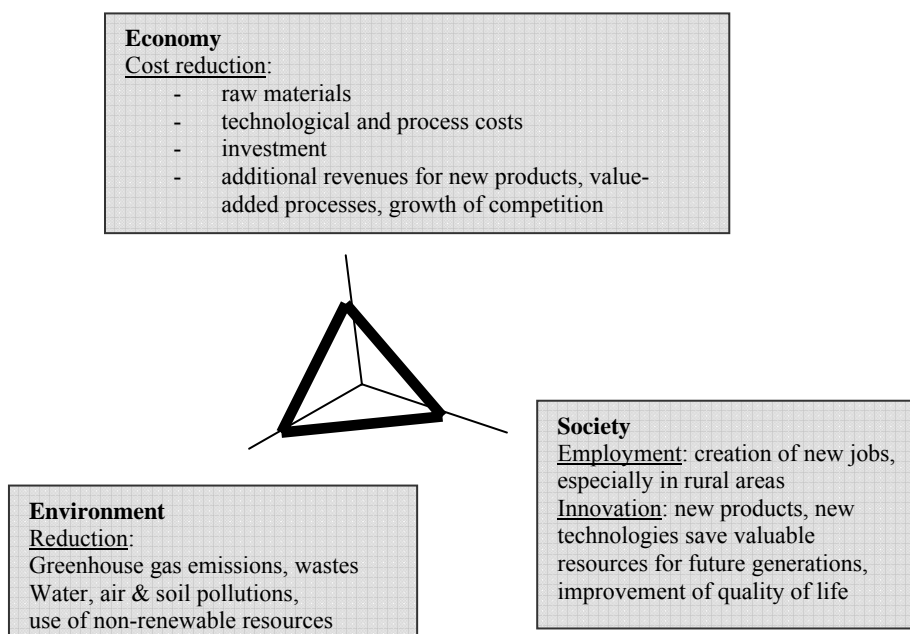 Economy
Cost reduction:
- raw materials
- technological and process costs
- investment
- additional revenues for new products, value-
added processes, growth of competition
Society
Employment: creation of new jobs,
especially in rural areas
Innovation: new products, new
technologies save valuable
resources for future generations,
improvement of quality of life
Environment
Reduction:
Greenhouse gas emissions, wastes
Water, air & soil pollutions,
use of non-renewable resources